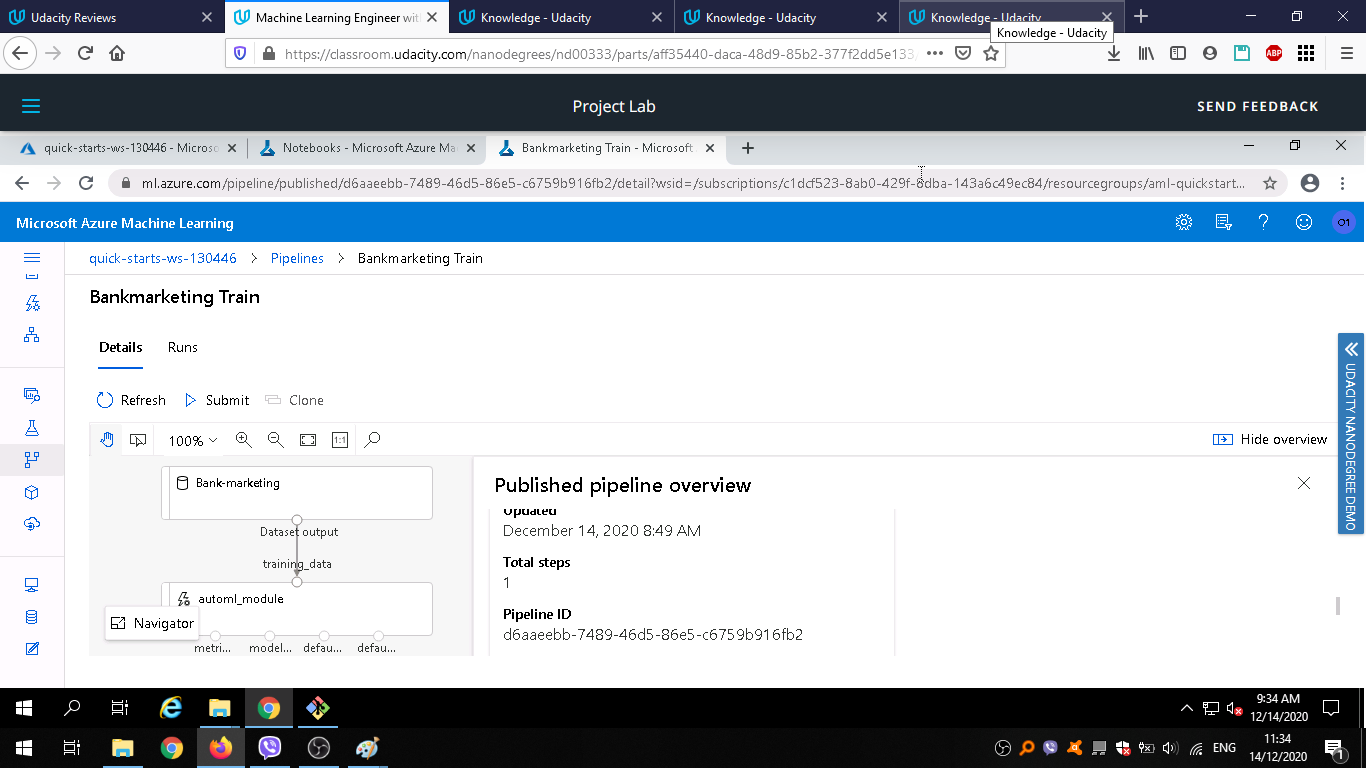 Udacity Reviews
Machine Learning Engineer with
Knowledge - Udacity
Knowledge - Udacity
Knowledge - Udacity
Knowledge - Udacity
https://classroom.udacity.com/nanodegrees/nd00333/parts/aff35440-daca-48d9-85b2-377f2dd5e133/
ABP
Project Lab
SEND FEEDBACK
quick-starts-ws-130446 - Microso
Notebooks - Microsoft Azure Ma
Bankmarketing Train - Microsoft
ml.azure.com/pipeline/published/d6aaeebb-7489-46d5-86e5-c6759b916fb2/detail?wsid=/subscriptions/c1dcf523-8ab0-429f-8dba-143a6c49ec84/resourcegroups/aml-quickstart...
Microsoft Azure Machine Learning
O1
quick-starts-ws-130446 > Pipelines > Bankmarketing Train
Bankmarketing Train
Details
Runs
Refresh
Submit
Clone
100%
1:1
Hide overview
UDACITY NANODEGREE DEMO
Bank-marketing
Dataset output
training_data
automl_module
Navigator
metri...
model...
defau...
defau...
Published pipeline overview
Updated
December 14, 2020 8:49 AM
Total steps
1
Pipeline ID
d6aaeebb-7489-46d5-86e5-c6759b916fb2
9:34 AM
12/14/2020
ENG
11:34
14/12/2020
1